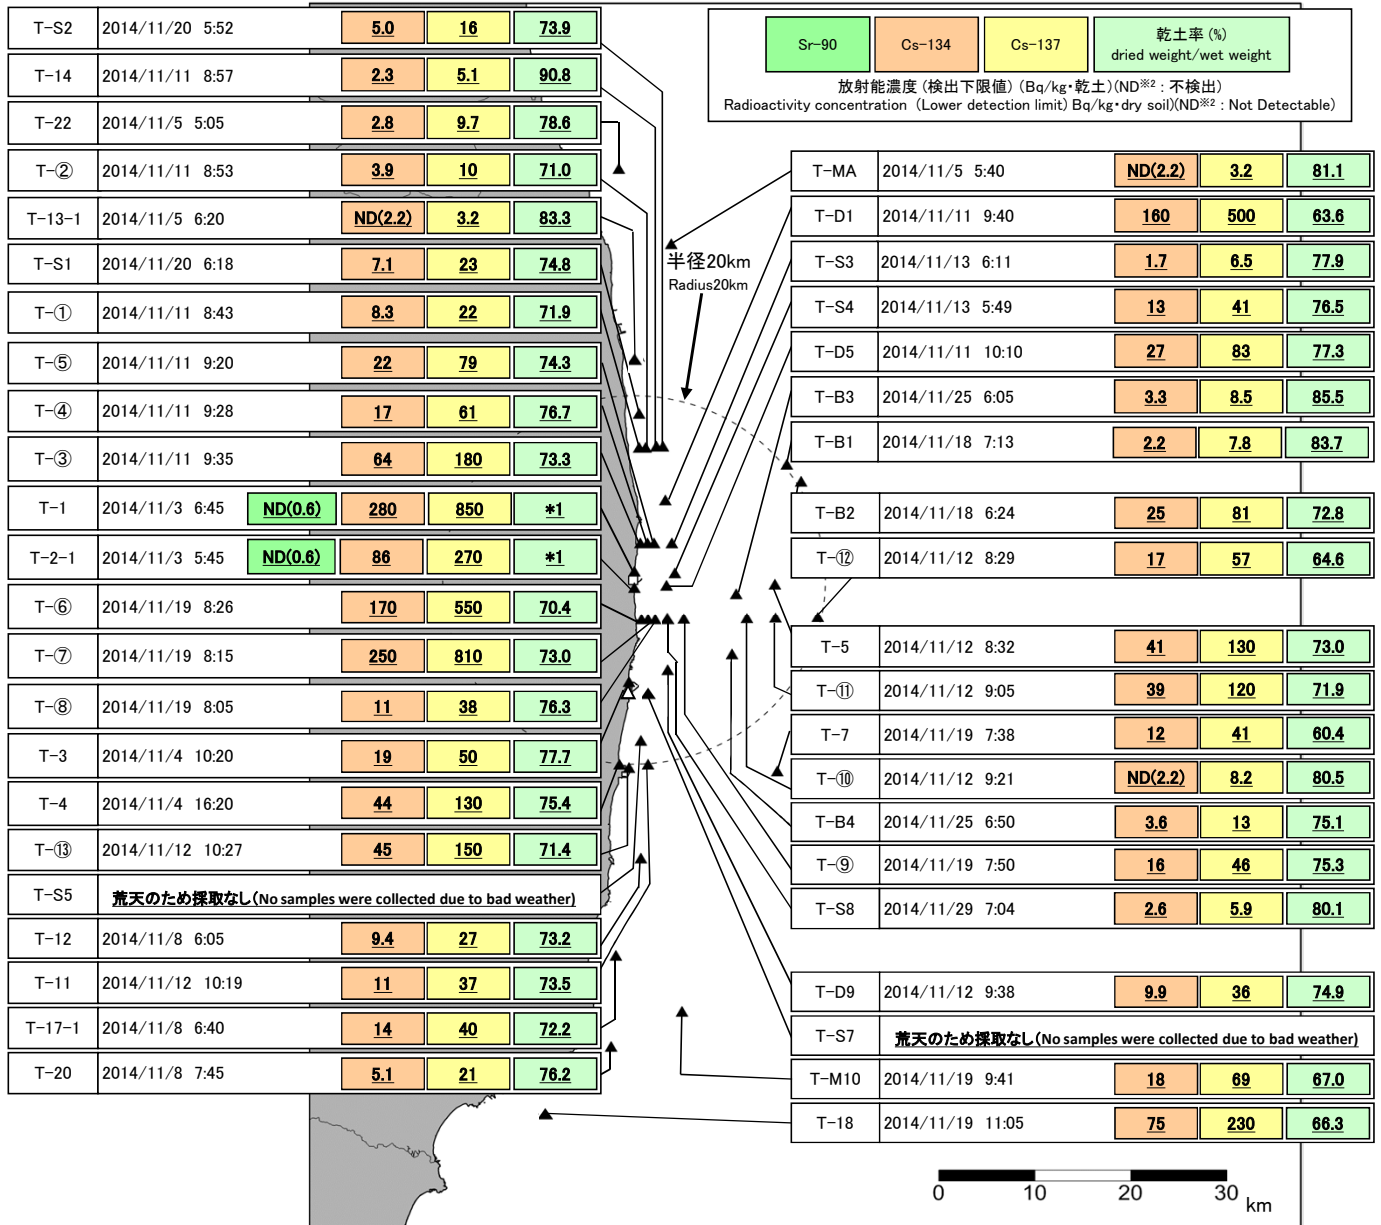 Sr-90 Cs-134 Cs-137 乾土率 (%)
dried weight/wet weight
放射能濃度 (検出下限値) (Bq/kg・乾土)(ND※2 : 不検出)
Radioactivity concentration (Lower detection limit) Bq/kg・dry soil)(ND※2 : Not Detectable)
T-S2 2014/11/20 5:52 5.0 16 73.9
T-14 2014/11/11 8:57 2.3 5.1 90.8
T-22 2014/11/5 5:05 2.8 9.7 78.6
T-② 2014/11/11 8:53 3.9 10 71.0
T-13-1 2014/11/5 6:20 ND(2.2) 3.2 83.3
T-S1 2014/11/20 6:18 7.1 23 74.8
T-① 2014/11/11 8:43 8.3 22 71.9
T-⑤ 2014/11/11 9:20 22 79 74.3
T-④ 2014/11/11 9:28 17 61 76.7
T-③ 2014/11/11 9:35 64 180 73.3
T-1 2014/11/3 6:45 ND(0.6) 280 850 *1
T-2-1 2014/11/3 5:45 ND(0.6) 86 270 *1
T-⑥ 2014/11/19 8:26 170 550 70.4
T-⑦ 2014/11/19 8:15 250 810 73.0
T-⑧ 2014/11/19 8:05 11 38 76.3
T-3 2014/11/4 10:20 19 50 77.7
T-4 2014/11/4 16:20 44 130 75.4
T-⑬ 2014/11/12 10:27 45 150 71.4
T-S5 荒天のため採取なし(No samples were collected due to bad weather)
T-12 2014/11/8 6:05 9.4 27 73.2
T-11 2014/11/12 10:19 11 37 73.5
T-17-1 2014/11/8 6:40 14 40 72.2
T-20 2014/11/8 7:45 5.1 21 76.2
半径20km
Radius20km
T-MA 2014/11/5 5:40 ND(2.2) 3.2 81.1
T-D1 2014/11/11 9:40 160 500 63.6
T-S3 2014/11/13 6:11 1.7 6.5 77.9
T-S4 2014/11/13 5:49 13 41 76.5
T-D5 2014/11/11 10:10 27 83 77.3
T-B3 2014/11/25 6:05 3.3 8.5 85.5
T-B1 2014/11/18 7:13 2.2 7.8 83.7
T-B2 2014/11/18 6:24 25 81 72.8
T-⑫ 2014/11/12 8:29 17 57 64.6
T-5 2014/11/12 8:32 41 130 73.0
T-⑪ 2014/11/12 9:05 39 120 71.9
T-7 2014/11/19 7:38 12 41 60.4
T-⑩ 2014/11/12 9:21 ND(2.2) 8.2 80.5
T-B4 2014/11/25 6:50 3.6 13 75.1
T-⑨ 2014/11/19 7:50 16 46 75.3
T-S8 2014/11/29 7:04 2.6 5.9 80.1
T-D9 2014/11/12 9:38 9.9 36 74.9
T-S7 荒天のため採取なし(No samples were collected due to bad weather)
T-M10 2014/11/19 9:41 18 69 67.0
T-18 2014/11/19 11:05 75 230 66.3
0 10 20 30 km